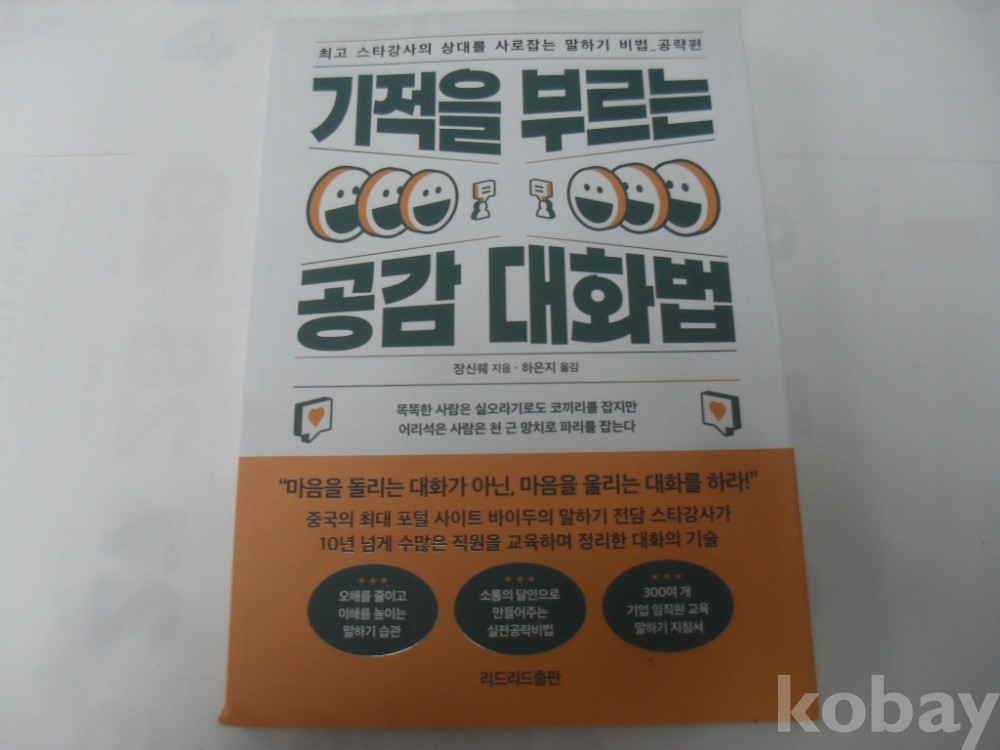 최고 스타강사의 상대를 사로잡는 말하기 비법_공략편
기적을 부르는
공감 대화법
장신웨 지음 · 하은지 옮김
똑똑한 사람은 실오라기로도 코끼리를 잡지만
어리석은 사람은 천 근 망치로 파리를 잡는다
“마음을 돌리는 대화가 아닌, 마음을 울리는 대화를 하라!”
중국의 최대 포털 사이트 바이두의 말하기 전담 스타강사가
10년 넘게 수많은 직원을 교육하며 정리한 대화의 기술
★★★
오해를 줄이고
이해를 높이는
말하기 습관
★★★
소통의 달인으로
만들어주는
실전공략비법
★★★
300여 개
기업 임직원 교육
말하기 지침서
리드리드출판
kobay